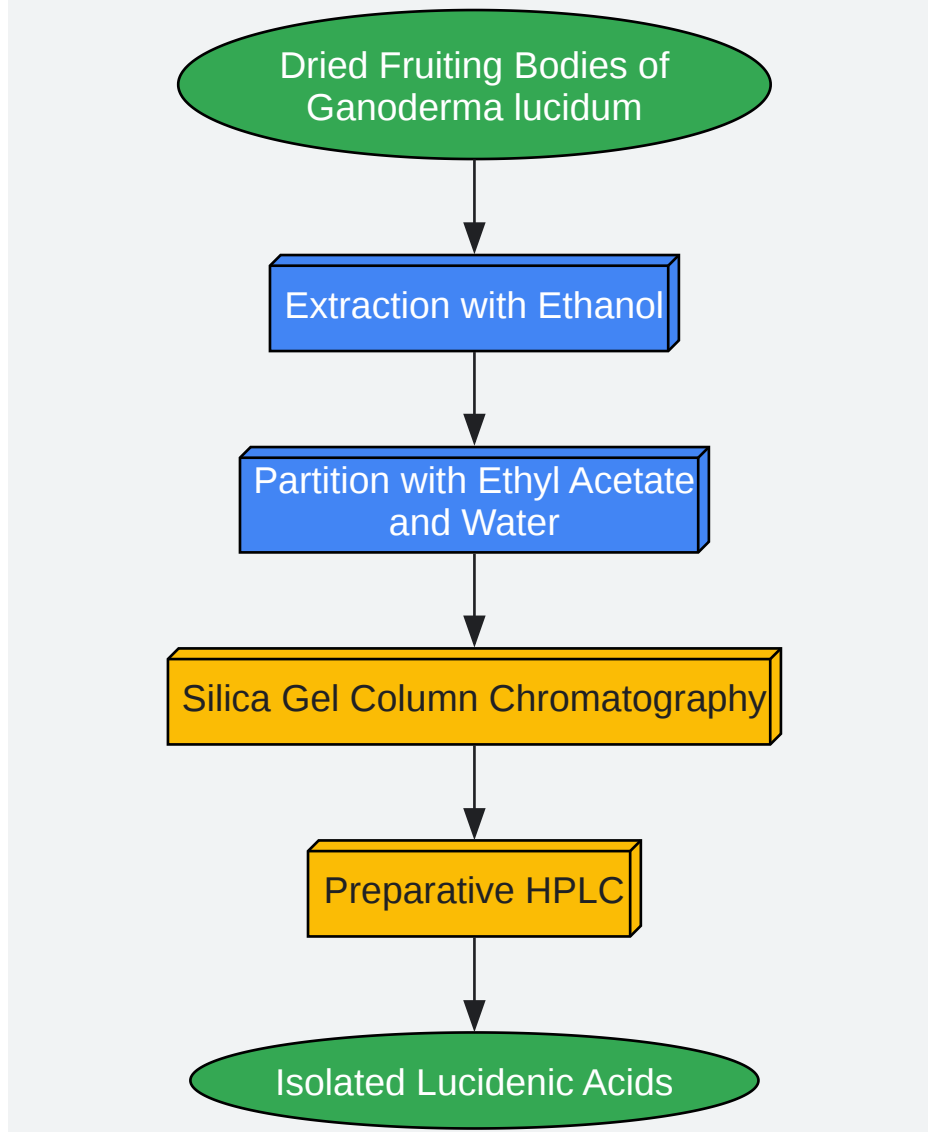 Dried Fruiting Bodies of
Ganoderma lucidum
Extraction with Ethanol
Partition with Ethyl Acetate
and Water
Silica Gel Column Chromatography
Preparative HPLC
Isolated Lucidenic Acids